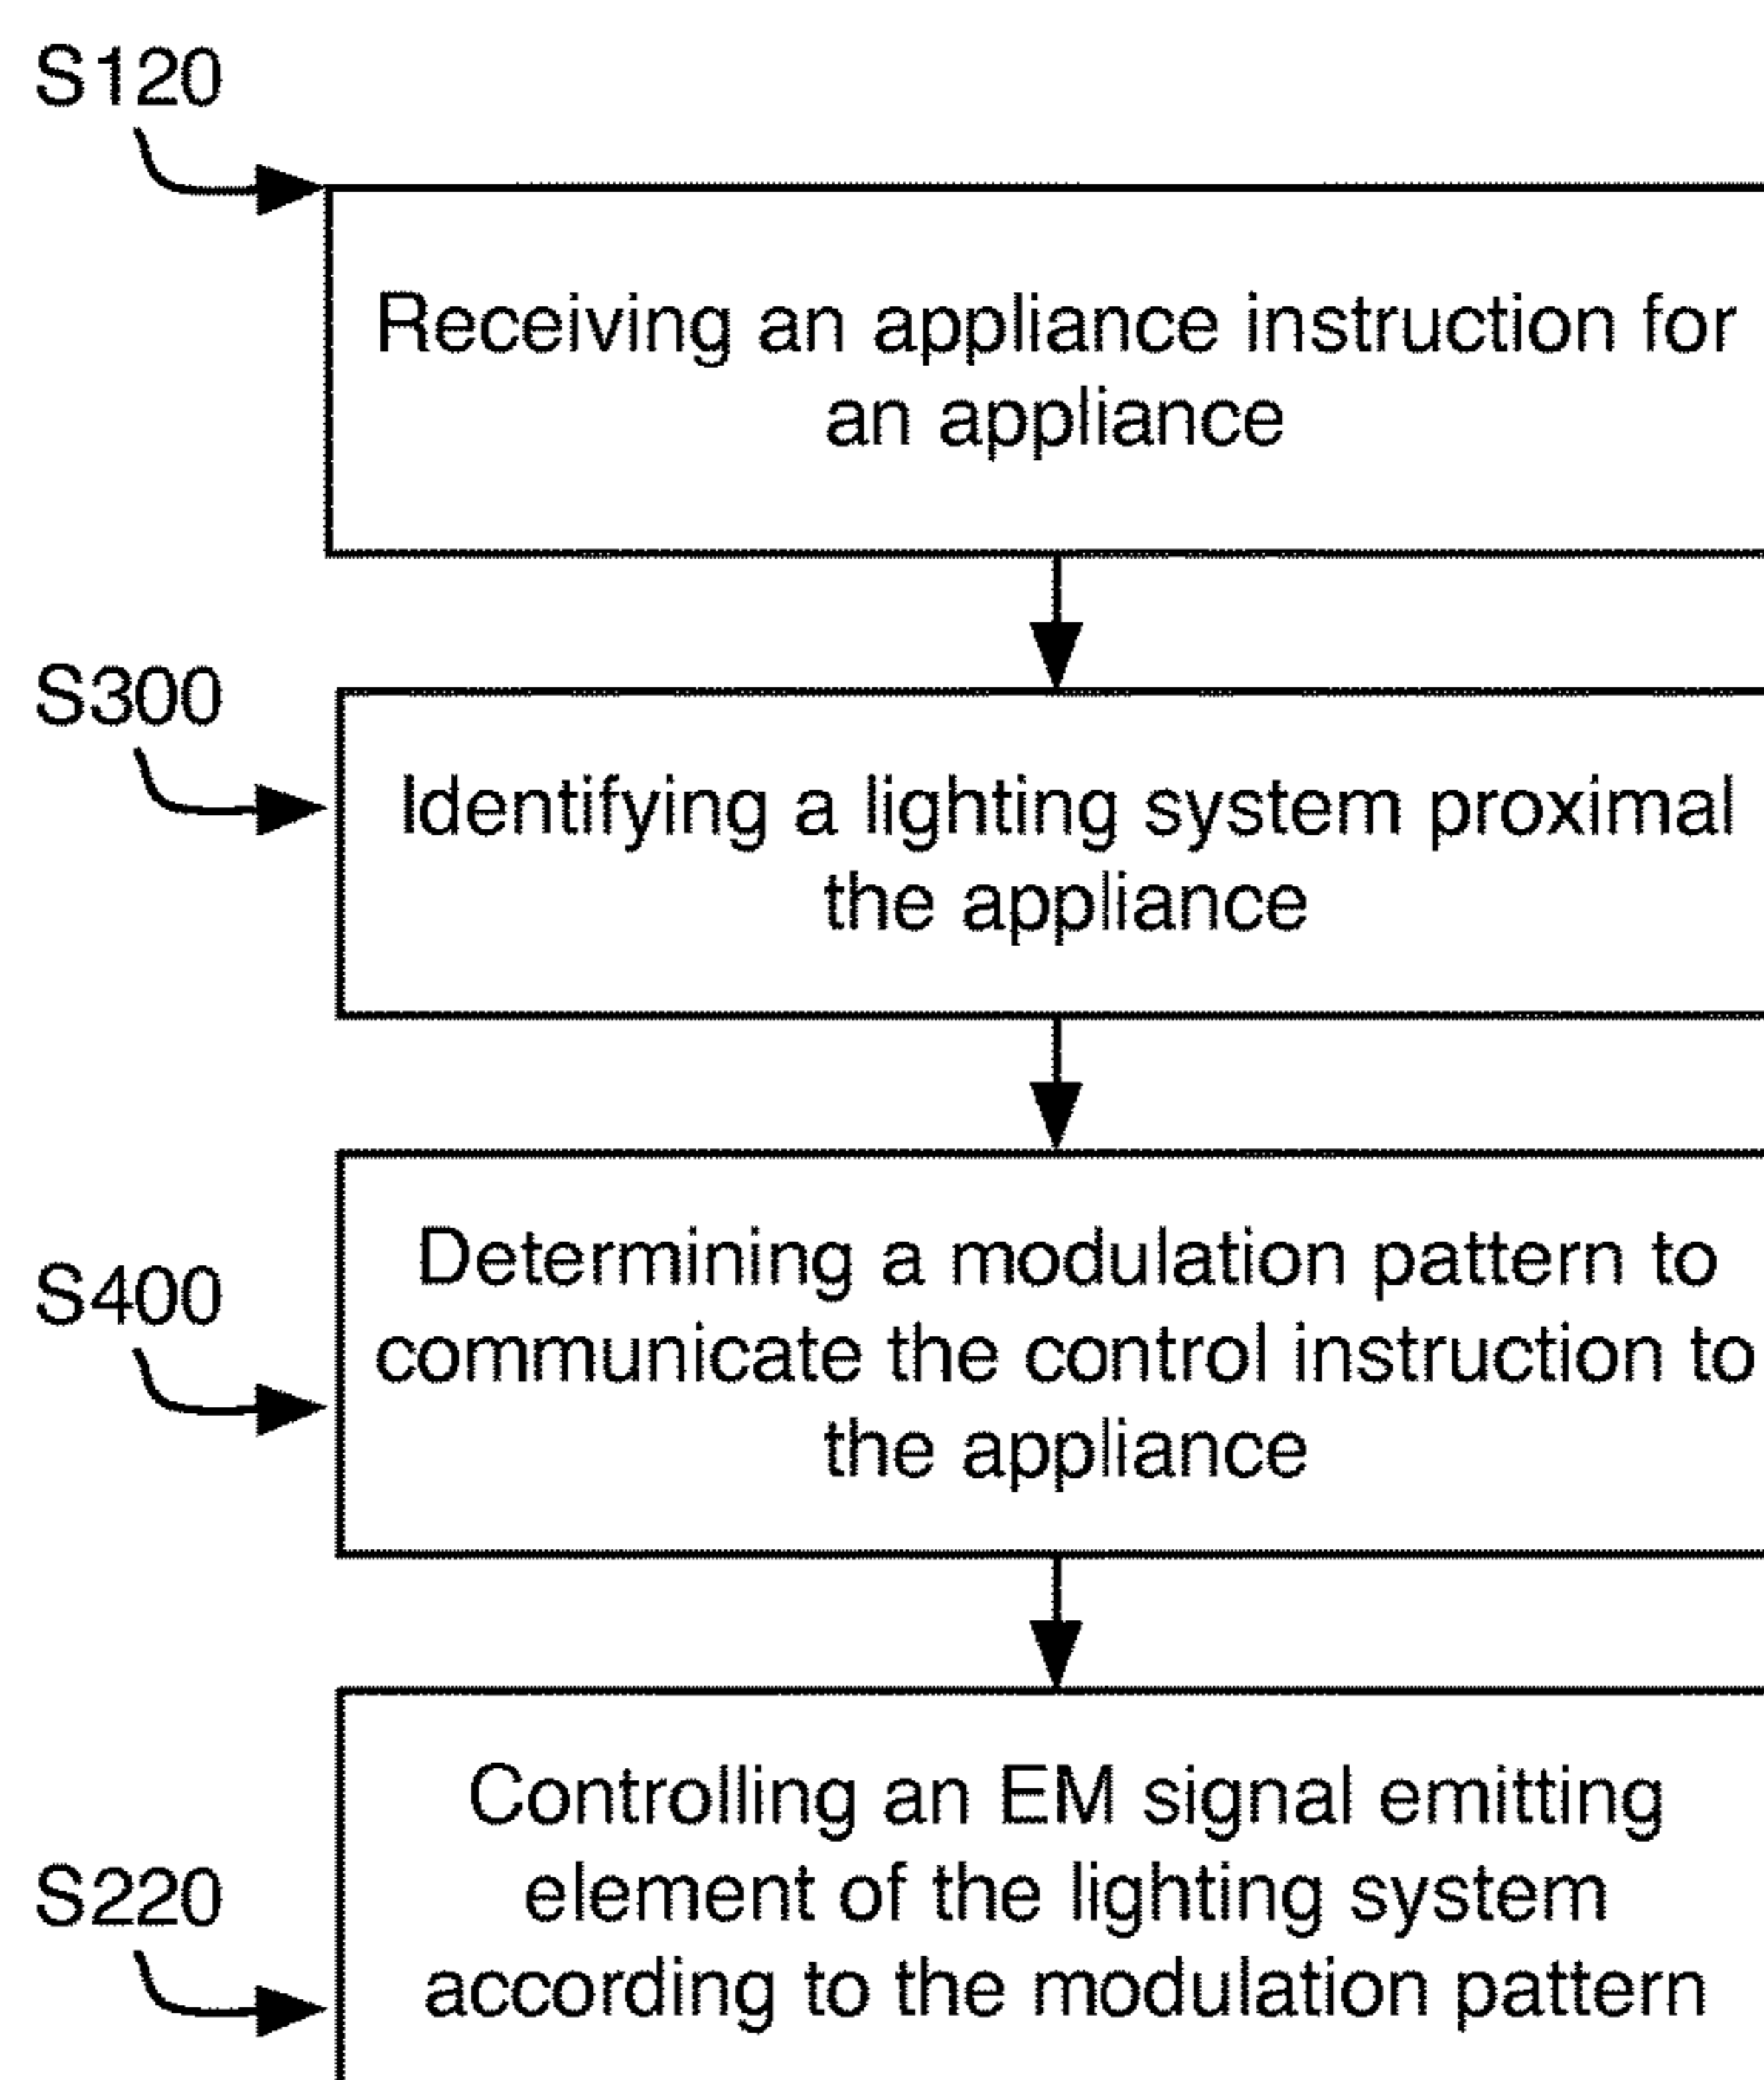 S120
Receiving an appliance instruction for
an appliance
S300
Identifying a lighting system proximal
the appliance
S400
Determining a modulation pattern to
communicate the control instruction to
the appliance
S220
Controlling an EM signal emitting
element of the lighting system
according to the modulation pattern